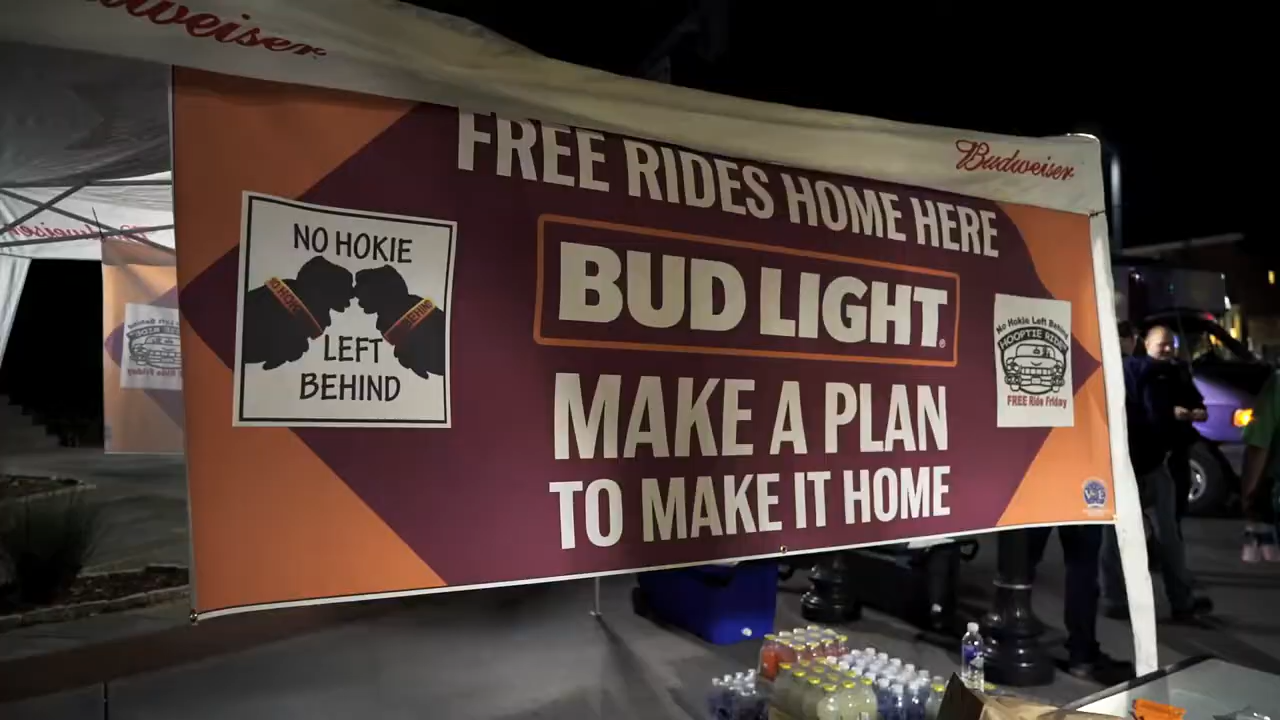 Budweiser
Budweiser
FREE RIDES HOME HERE
NO HOKIE
LEFT
BEHIND
BUD LIGHT®
MAKE A PLAN
TO MAKE IT HOME
No Hokie Left Behind
HOOPTIE RIDE
FREE Ride Friday